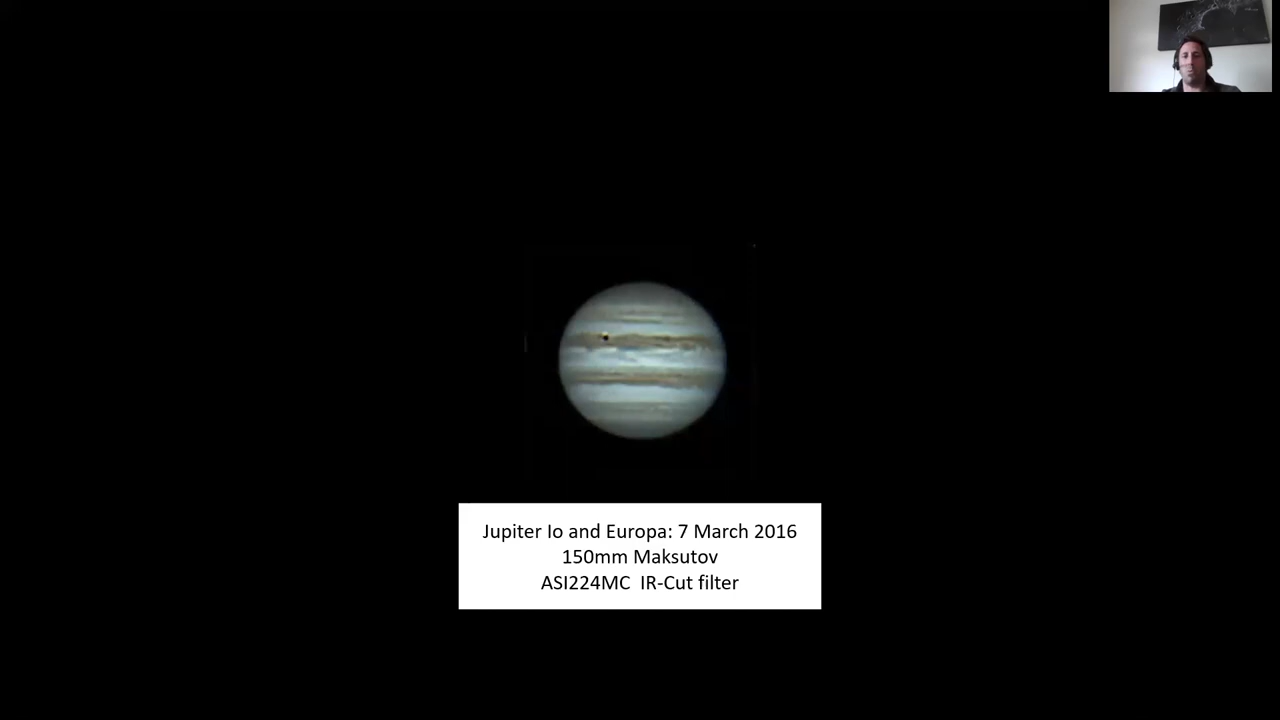 Jupiter Io and Europa: 7 March 2016
150mm Maksutov
ASI224MC IR-Cut filter